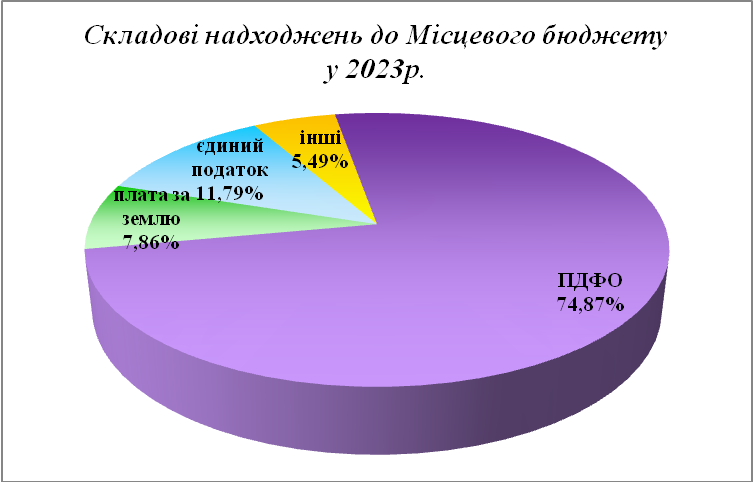 Складові надходжень до Місцевого бюджету
у 2023р.
інші
5,49%
єдиний
податок
11,79%
плата за
землю
7,86%
ПДФО
74,87%